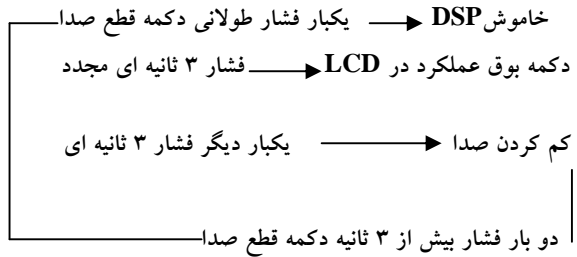 خاموش DSP یکبار فشار طولانی دکمه قطع صدا
دکمه بوق عملکرد در LCD فشار ۳ ثانیه ای مجدد
کم کردن صدا یکبار دیگر فشار ۳ ثانیه ای
دو بار فشار بیش از ۳ ثانیه دکمه قطع صدا